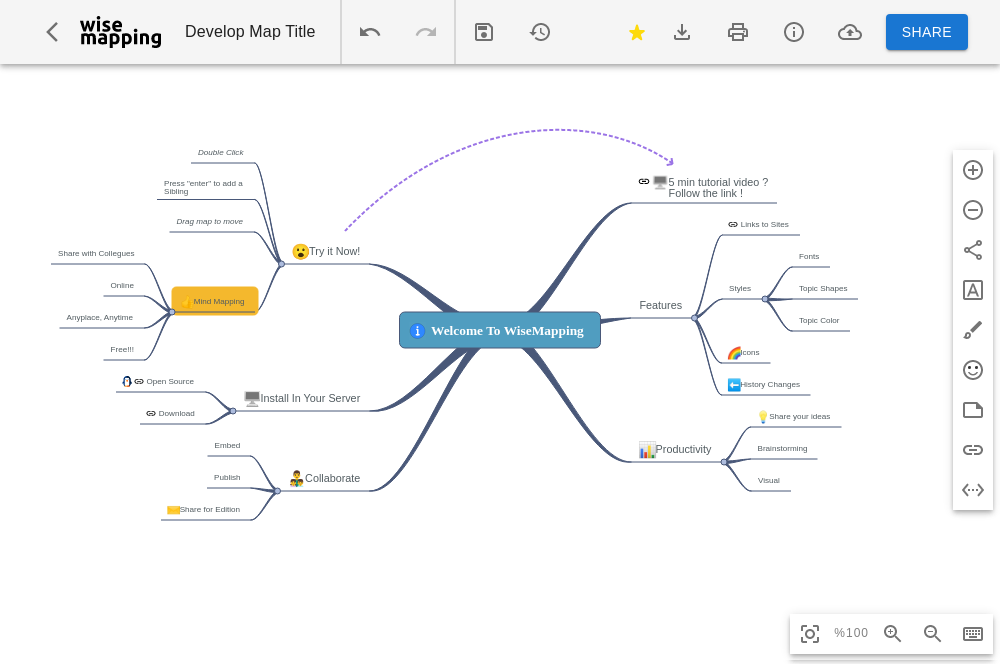 wise
mapping
Develop Map Title
SHARE
Double Click
Press "enter" to add a
Sibling
Drag map to move
Try it Now!
Share with Collegues
Online
Mind Mapping
Anyplace, Anytime
Free!!!
Open Source
Install In Your Server
Download
Embed
Publish
Collaborate
Share for Edition
Welcome To WiseMapping
5 min tutorial video ?
Follow the link !
Links to Sites
Fonts
Styles
Topic Shapes
Features
Topic Color
Icons
History Changes
Share your ideas
Productivity
Brainstorming
Visual
%100